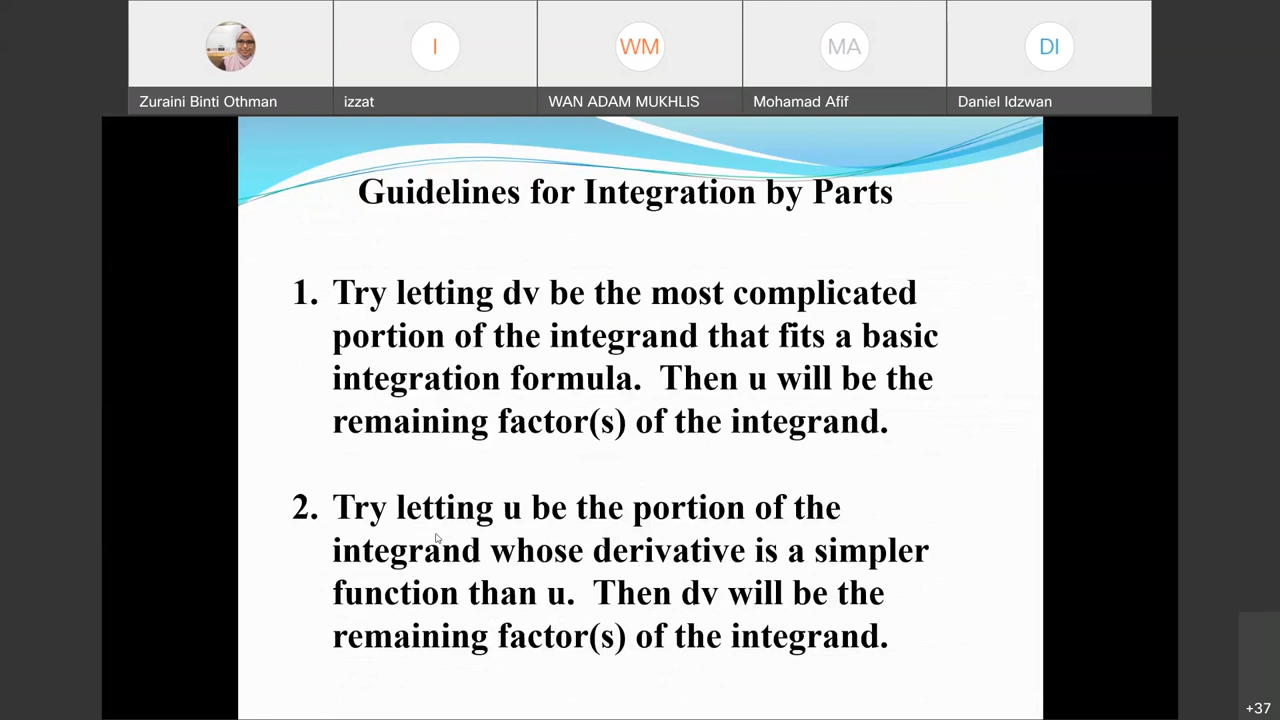 I
WM
MA
DI
Zuraini Binti Othman
izzat
WAN ADAM MUKHLIS
Mohamad Afif
Daniel Idzwan
Guidelines for Integration by Parts
1. Try letting dv be the most complicated
portion of the integrand that fits a basic
integration formula. Then u will be the
remaining factor(s) of the integrand.
2. Try letting u be the portion of the
integrand whose derivative is a simpler
function than u. Then dv will be the
remaining factor(s) of the integrand.
+37